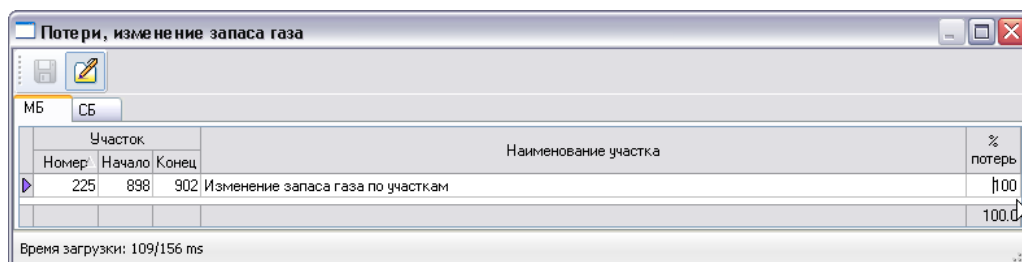 Потери, изменение запаса газа
МБ СБ
Участок Наименование участка % потерь
Номер Начало Конец
225 898 902 Изменение запаса газа по участкам 100
100.0
Время загрузки: 109/156 ms